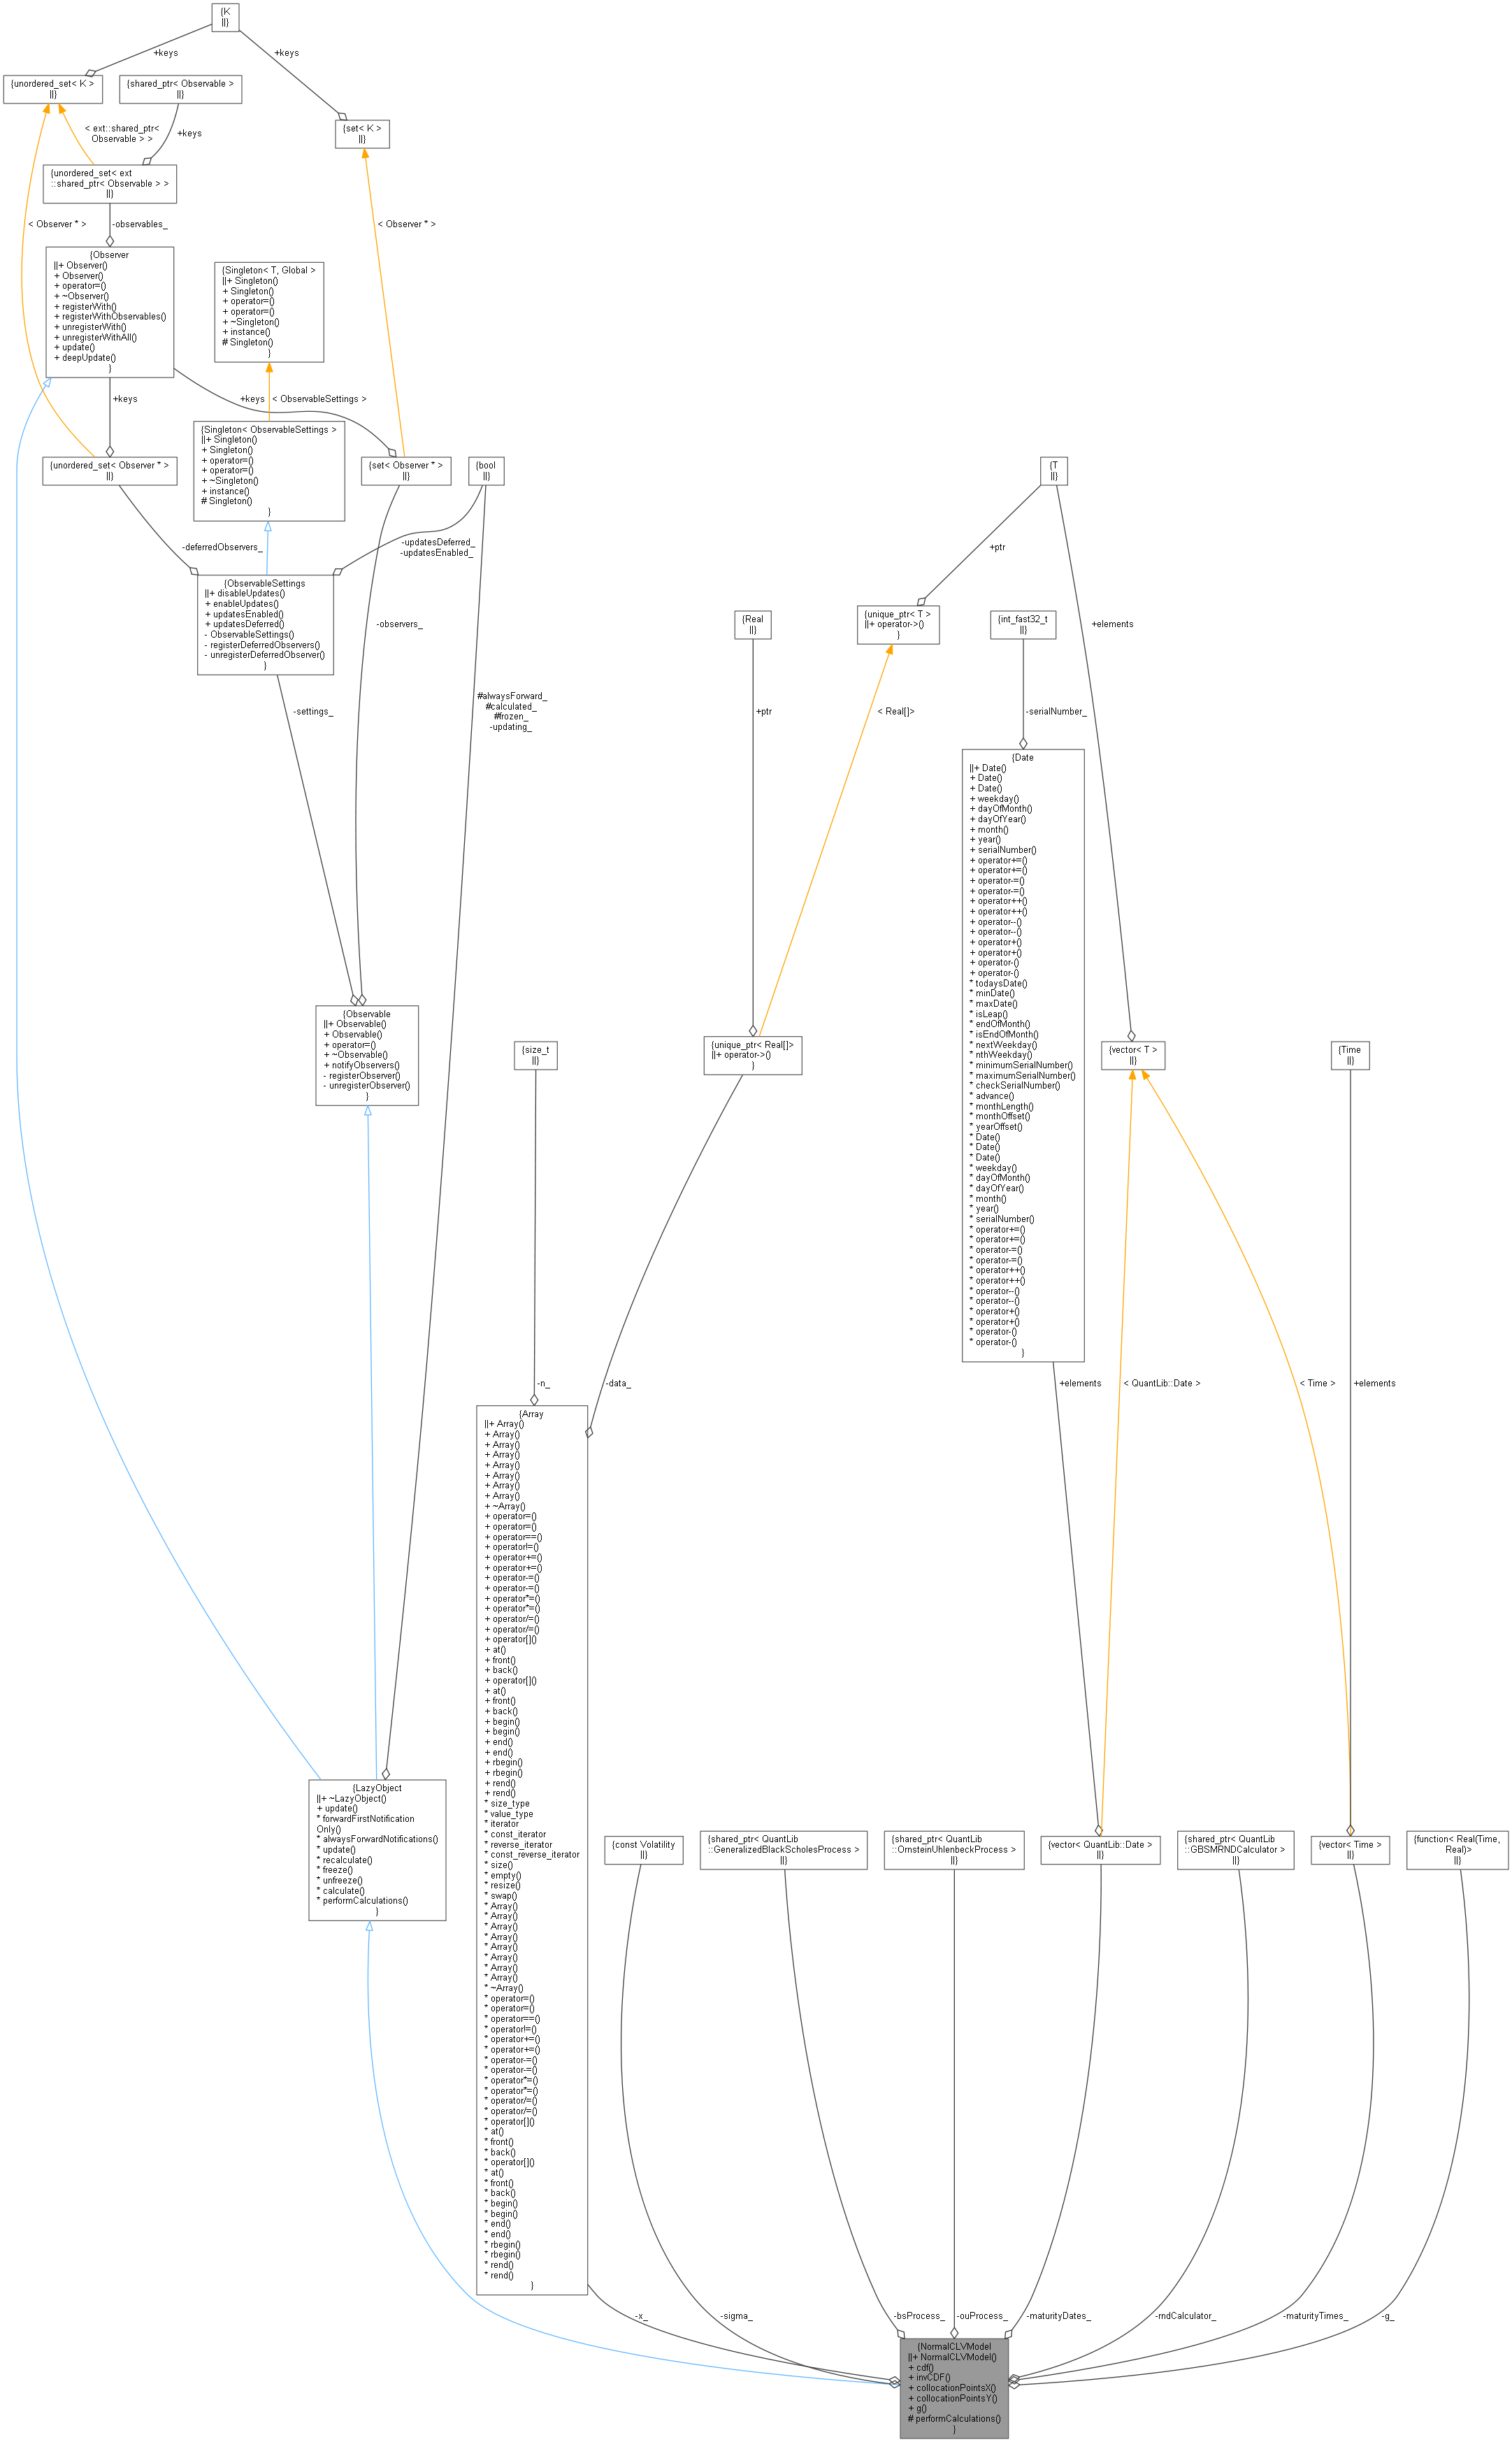 {K
||}
+keys
+keys
{unordered_set< K >
||}
{shared_ptr< Observable >
||}
{set< K >
||}
< ext::shared_ptr<
Observable > >
+keys
{unordered_set< ext
::shared_ptr< Observable > >
||}
< Observer * >
-observables_
< Observer * >
{Observer
||+ Observer()
+ Observer()
+ operator=()
+ ~Observer()
+ registerWith()
+ registerWithObservables()
+ unregisterWith()
+ unregisterWithAll()
+ update()
+ deepUpdate()
}
{Singleton< T, Global >
||+ Singleton()
+ Singleton()
+ operator=()
+ operator=()
+ ~Singleton()
+ instance()
# Singleton()
}
+keys
+keys
< ObservableSettings >
{Singleton< ObservableSettings >
||+ Singleton()
+ Singleton()
+ operator=()
+ operator=()
+ ~Singleton()
+ instance()
# Singleton()
}
{unordered_set< Observer * >
||}
{set< Observer * >
||}
{bool
||}
{T
||}
-deferredObservers_
-updatesDeferred_
-updatesEnabled_
+ptr
{ObservableSettings
||+ disableUpdates()
+ enableUpdates()
+ updatesEnabled()
+ updatesDeferred()
- ObservableSettings()
- registerDeferredObservers()
- unregisterDeferredObserver()
}
-observers_
{Real
||}
{unique_ptr< T >
||+ operator->()
}
{int_fast32_t
||}
+elements
-settings_
#alwaysForward_
#calculated_
#frozen_
-updating_
+ptr
< Real[]>
-serialNumber_
{Date
||+ Date()
+ Date()
+ Date()
+ weekday()
+ dayOfMonth()
+ dayOfYear()
+ month()
+ year()
+ serialNumber()
+ operator+=()
+ operator+=()
+ operator-=()
+ operator-=()
+ operator++()
+ operator++()
+ operator--()
+ operator--()
+ operator+()
+ operator+()
+ operator-()
+ operator-()
* todaysDate()
* minDate()
* maxDate()
* isLeap()
* endOfMonth()
* isEndOfMonth()
* nextWeekday()
* nthWeekday()
* minimumSerialNumber()
* maximumSerialNumber()
* checkSerialNumber()
* advance()
* monthLength()
* monthOffset()
* yearOffset()
* Date()
* Date()
* Date()
* weekday()
* dayOfMonth()
* dayOfYear()
* month()
* year()
* serialNumber()
* operator+=()
* operator+=()
* operator-=()
* operator-=()
* operator++()
* operator++()
* operator--()
* operator--()
* operator+()
* operator+()
* operator-()
* operator-()
}
{Observable
||+ Observable()
+ Observable()
+ operator=()
+ ~Observable()
+ notifyObservers()
- registerObserver()
- unregisterObserver()
}
{size_t
||}
{unique_ptr< Real[]>
||+ operator->()
}
{vector< T >
||}
{Time
||}
-n_
-data_
+elements
< QuantLib::Date >
< Time >
+elements
{Array
||+ Array()
+ Array()
+ Array()
+ Array()
+ Array()
+ Array()
+ Array()
+ Array()
+ ~Array()
+ operator=()
+ operator=()
+ operator==()
+ operator!=()
+ operator+=()
+ operator+=()
+ operator-=()
+ operator-=()
+ operator*=()
+ operator*=()
+ operator/=()
+ operator/=()
+ operator[]()
+ at()
+ front()
+ back()
+ operator[]()
+ at()
+ front()
+ back()
+ begin()
+ begin()
+ end()
+ end()
+ rbegin()
+ rbegin()
+ rend()
+ rend()
* size_type
* value_type
* iterator
* const_iterator
* reverse_iterator
* const_reverse_iterator
* size()
* empty()
* resize()
* swap()
* Array()
* Array()
* Array()
* Array()
* Array()
* Array()
* Array()
* Array()
* ~Array()
* operator=()
* operator=()
* operator==()
* operator!=()
* operator+=()
* operator+=()
* operator-=()
* operator-=()
* operator*=()
* operator*=()
* operator/=()
* operator/=()
* operator[]()
* at()
* front()
* back()
* operator[]()
* at()
* front()
* back()
* begin()
* begin()
* end()
* end()
* rbegin()
* rbegin()
* rend()
* rend()
}
{LazyObject
||+ ~LazyObject()
+ update()
* forwardFirstNotification
Only()
* alwaysForwardNotifications()
* update()
* recalculate()
* freeze()
* unfreeze()
* calculate()
* performCalculations()
}
{const Volatility
||}
{shared_ptr< QuantLib
::GeneralizedBlackScholesProcess >
||}
{shared_ptr< QuantLib
::OrnsteinUhlenbeckProcess >
||}
{vector< QuantLib::Date >
||}
{shared_ptr< QuantLib
::GBSMRNDCalculator >
||}
{vector< Time >
||}
{function< Real(Time,
Real)>
||}
-x_
-sigma_
-bsProcess_
-ouProcess_
-maturityDates_
-rndCalculator_
-maturityTimes_
-g_
{NormalCLVModel
||+ NormalCLVModel()
+ cdf()
+ invCDF()
+ collocationPointsX()
+ collocationPointsY()
+ g()
# performCalculations()
}